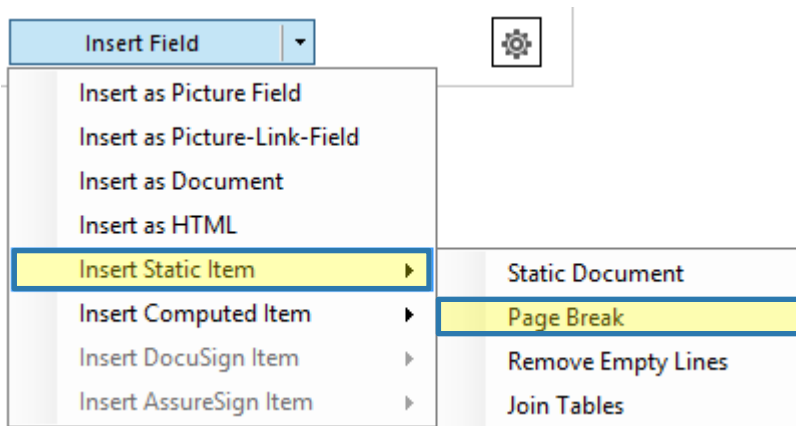 Insert Field
Insert as Picture Field
Insert as Picture-Link-Field
Insert as Document
Insert as HTML
Insert Static Item
Insert Computed Item
Insert DocuSign Item
Insert AssureSign Item
Static Document
Page Break
Remove Empty Lines
Join Tables